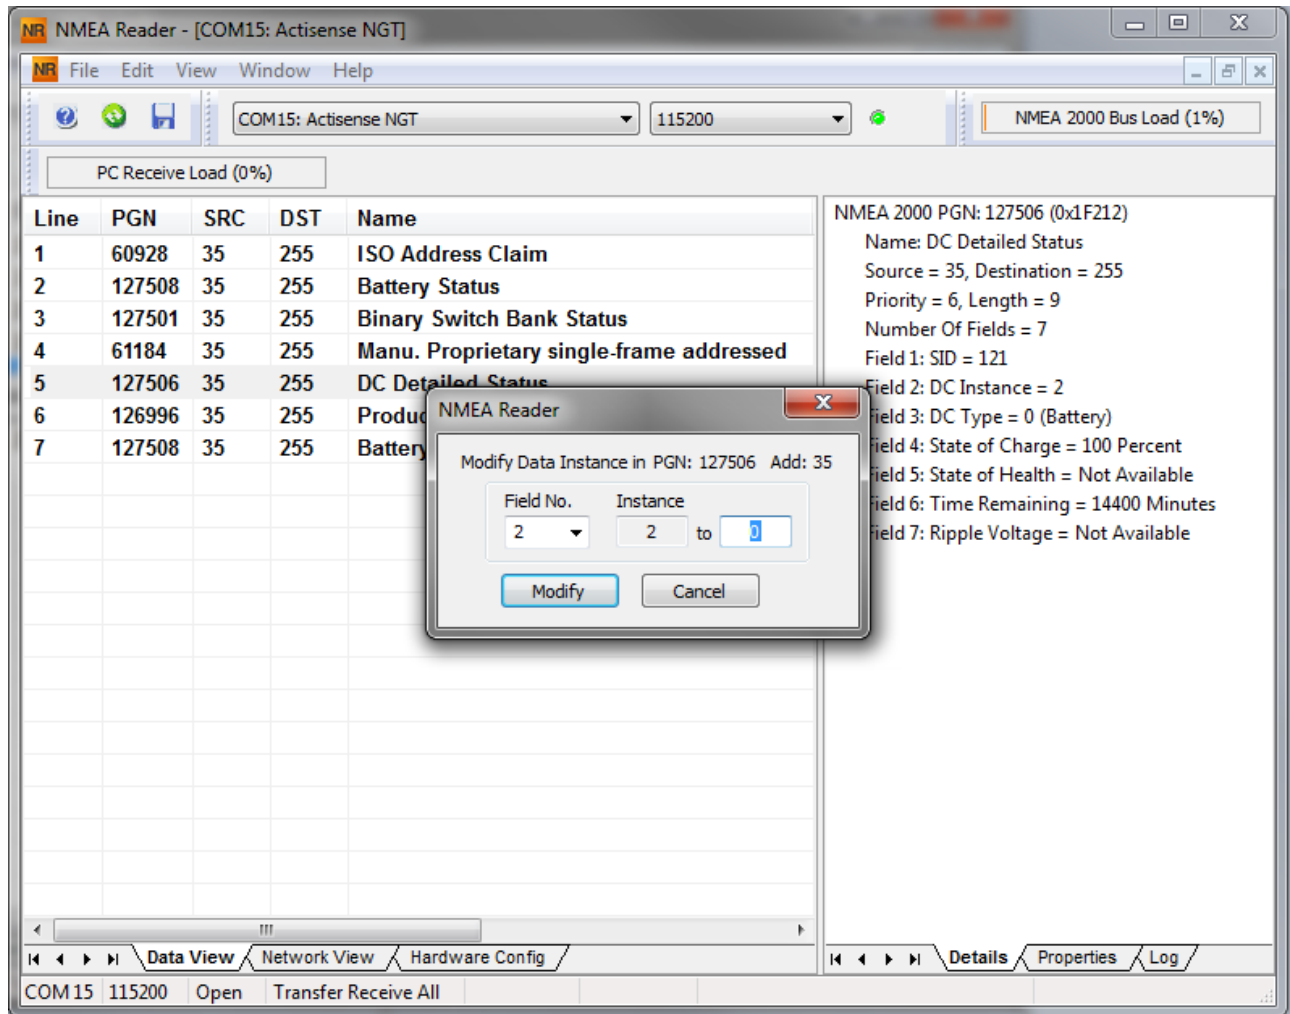 NR NMEA Reader - [COM15: Actisense NGT]
NR File Edit View Window Help
COM15: Actisense NGT 115200 NMEA 2000 Bus Load (1%)
PC Receive Load (0%)
Line PGN SRC DST Name
1 60928 35 255 ISO Address Claim
2 127508 35 255 Battery Status
3 127501 35 255 Binary Switch Bank Status
4 61184 35 255 Manu. Proprietary single-frame addressed
5 127506 35 255 DC Detailed Status
6 126996 35 255 Produc
7 127508 35 255 Battery
NMEA 2000 PGN: 127506 (0x1F212)
Name: DC Detailed Status
Source = 35, Destination = 255
Priority = 6, Length = 9
Number Of Fields = 7
Field 1: SID = 121
Field 2: DC Instance = 2
Field 3: DC Type = 0 (Battery)
Field 4: State of Charge = 100 Percent
Field 5: State of Health = Not Available
Field 6: Time Remaining = 14400 Minutes
Field 7: Ripple Voltage = Not Available
NMEA Reader
Modify Data Instance in PGN: 127506 Add: 35
Field No. Instance
2 2 to 0
Modify Cancel
Data View Network View Hardware Config
Details Properties Log
COM 15 115200 Open Transfer Receive All